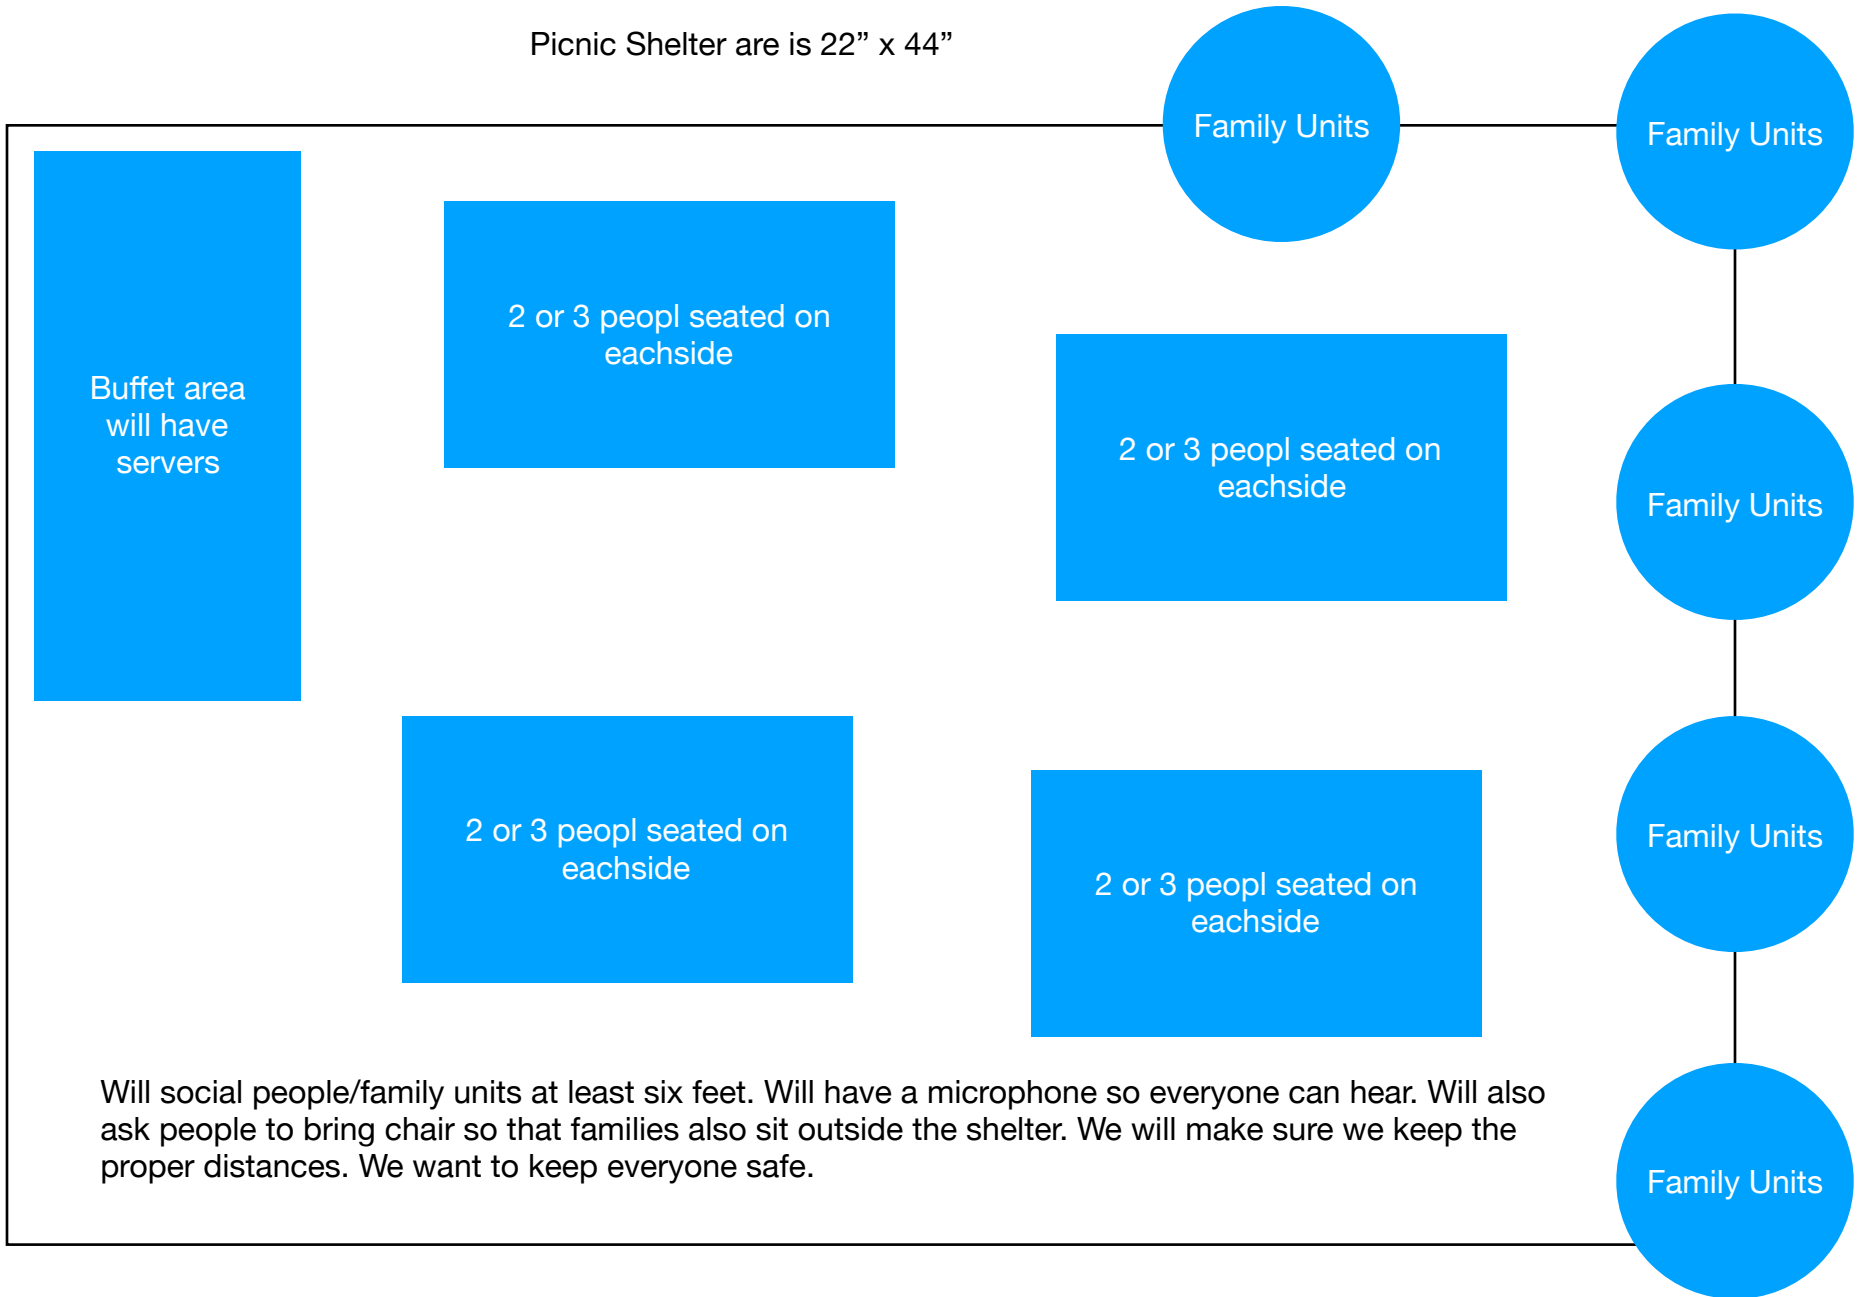 Picnic Shelter are is 22” x 44”
Family Units
Family Units
2 or 3 peopl seated on
eachside
Buffet area
will have
servers
2 or 3 peopl seated on
eachside
Family Units
2 or 3 peopl seated on
eachside
2 or 3 peopl seated on
eachside
Family Units
Will social people/family units at least six feet. Will have a microphone so everyone can hear. Will also
ask people to bring chair so that families also sit outside the shelter. We will make sure we keep the
proper distances. We want to keep everyone safe.
Family Units